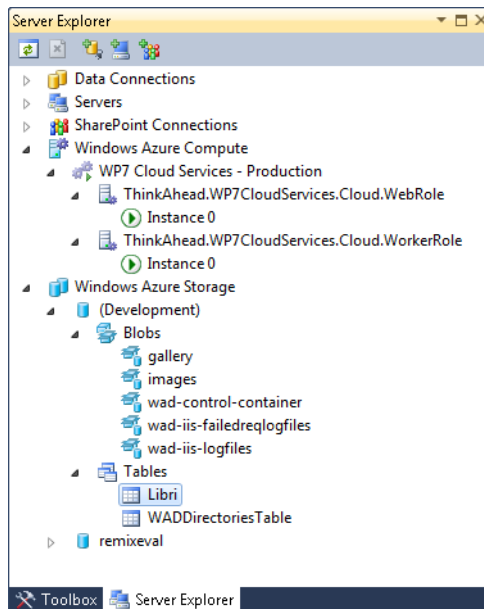 Server Explorer
Data Connections
Servers
SharePoint Connections
Windows Azure Compute
WP7 Cloud Services - Production
ThinkAhead.WP7CloudServices.Cloud.WebRole
Instance 0
ThinkAhead.WP7CloudServices.Cloud.WorkerRole
Instance 0
Windows Azure Storage
(Development)
Blobs
gallery
images
wad-control-container
wad-iis-failedreqlogfiles
wad-iis-logfiles
Tables
Libri
WADDirectoriesTable
remixeval
Toolbox Server Explorer